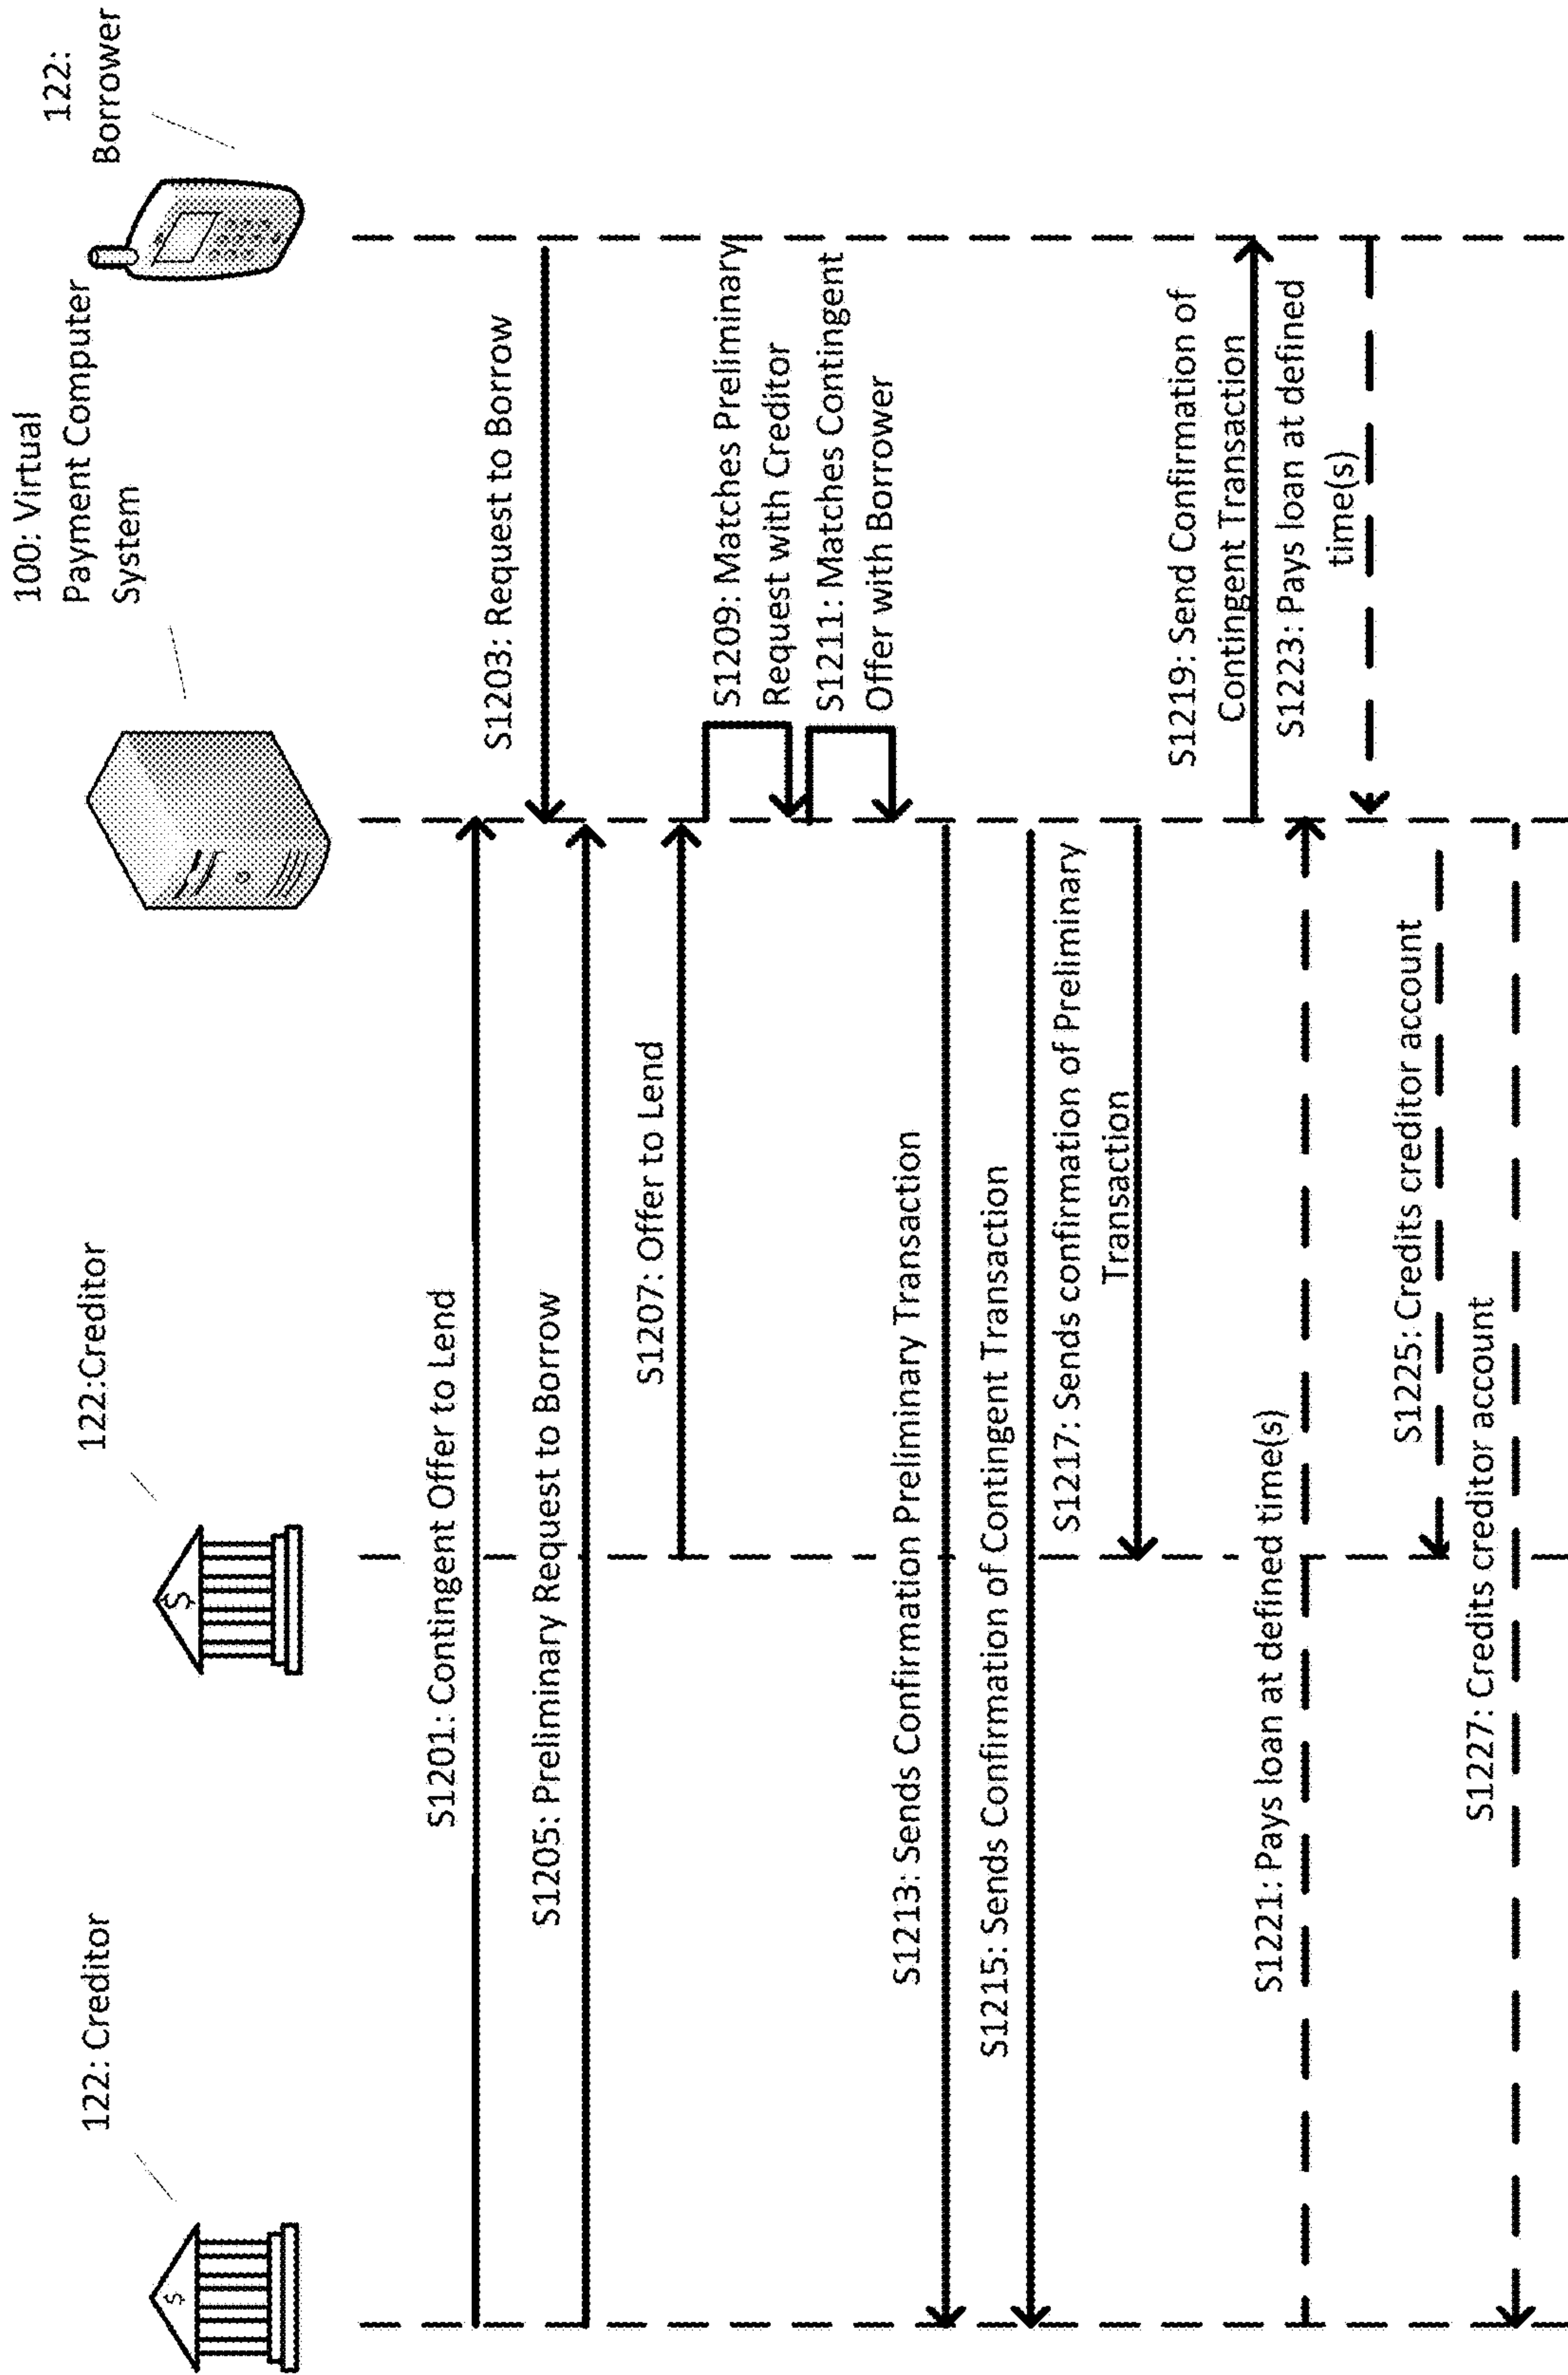 122: Creditor
122:Creditor
100: Virtual
Payment Computer
System
122:
Borrower
$
$
S1201: Contingent Offer to Lend
S1203: Request to Borrow
S1205: Preliminary Request to Borrow
S1207: Offer to Lend
S1209: Matches Preliminary
Request with Creditor
S1211: Matches Contingent
Offer with Borrower
S1213: Sends Confirmation Preliminary Transaction
S1215: Sends Confirmation of Contingent Transaction
S1217: Sends confirmation of Preliminary
Transaction
S1219: Send Confirmation of
Contingent Transaction
S1221: Pays loan at defined time(s)
S1223: Pays loan at defined
time(s)
S1225: Credits creditor account
S1227: Credits creditor account